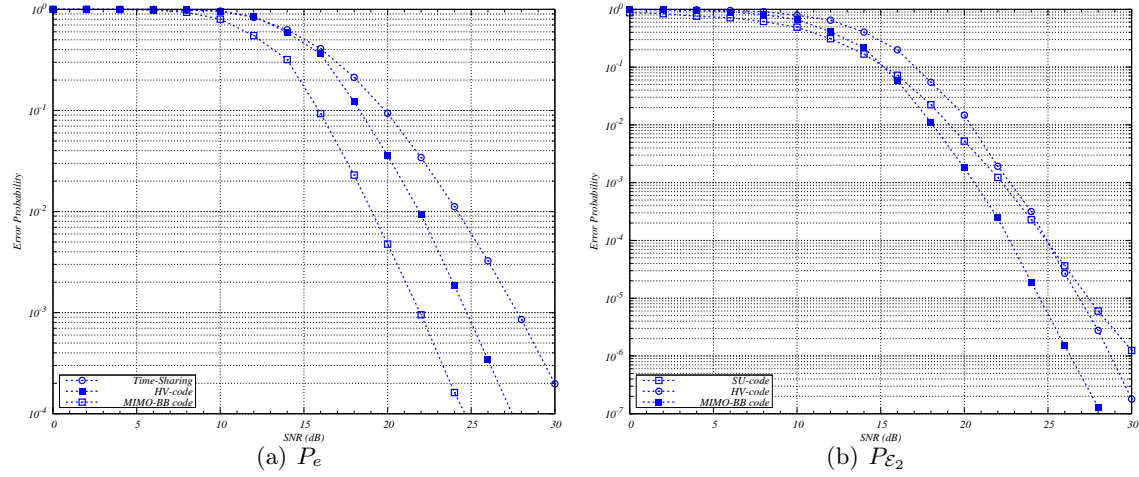 10^0
10^{-1}
10^{-2}
10^{-3}
10^{-4}
Error Probability
Time-Sharing
HV-code
MIMO-BB code
0 5 10 15 20 25 30
SNR (dB)
(a) P_e
10^0
10^{-1}
10^{-2}
10^{-3}
10^{-4}
10^{-5}
10^{-6}
10^{-7}
Error Probability
SU-code
HV-code
MIMO-BB code
0 5 10 15 20 25 30
SNR (dB)
(b) P_{\mathcal{E}_2}